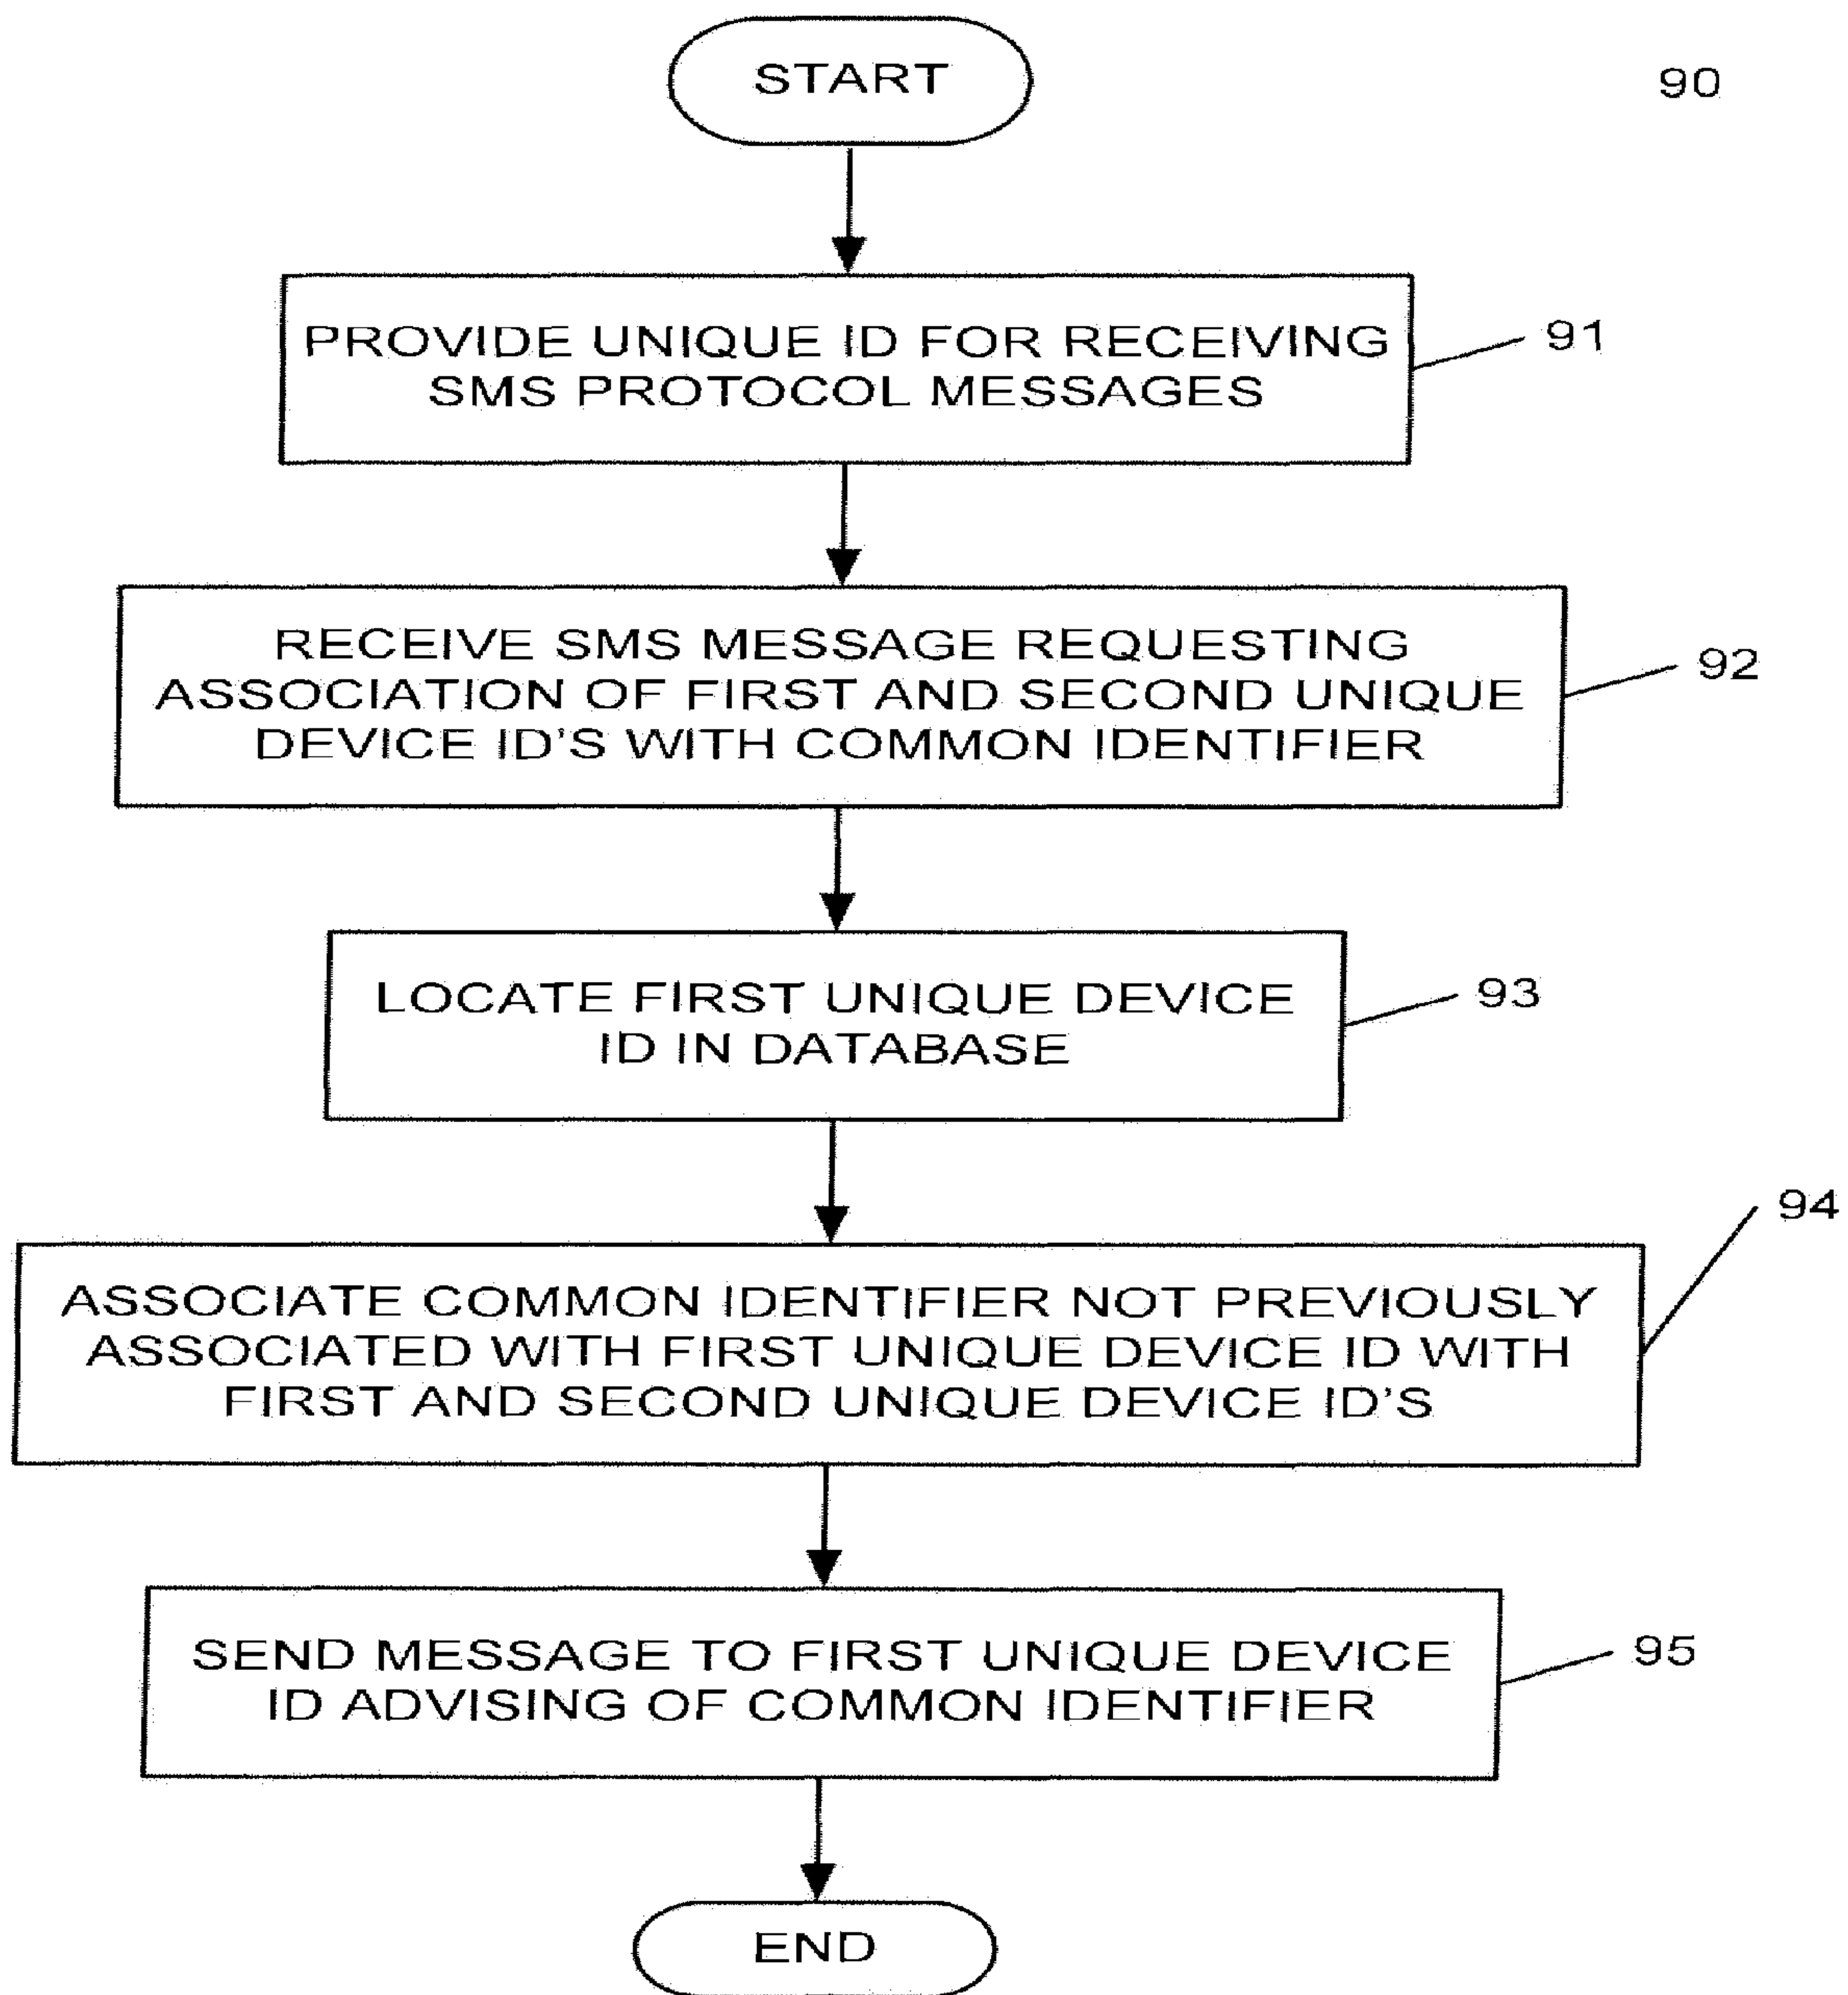 START
90
PROVIDE UNIQUE ID FOR RECEIVING
SMS PROTOCOL MESSAGES
91
RECEIVE SMS MESSAGE REQUESTING
ASSOCIATION OF FIRST AND SECOND UNIQUE
DEVICE ID'S WITH COMMON IDENTIFIER
92
LOCATE FIRST UNIQUE DEVICE
ID IN DATABASE
93
ASSOCIATE COMMON IDENTIFIER NOT PREVIOUSLY
ASSOCIATED WITH FIRST UNIQUE DEVICE ID WITH
FIRST AND SECOND UNIQUE DEVICE ID'S
94
SEND MESSAGE TO FIRST UNIQUE DEVICE
ID ADVISING OF COMMON IDENTIFIER
95
END